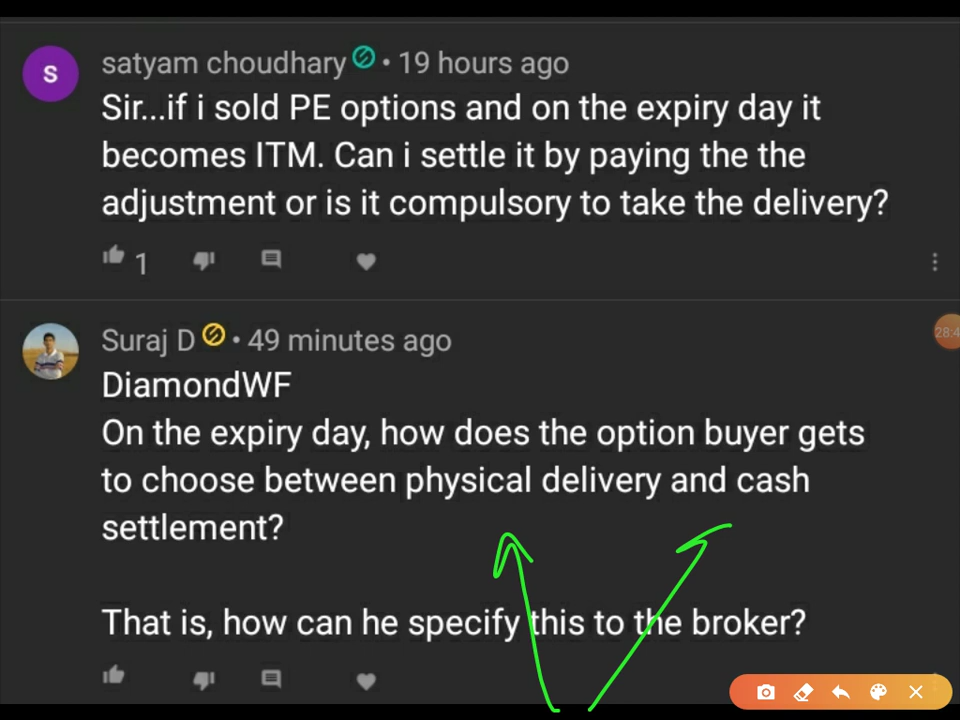 S
satyam choudhary • 19 hours ago
Sir...if i sold PE options and on the expiry day it
becomes ITM. Can i settle it by paying the the
adjustment or is it compulsory to take the delivery?
1
Suraj D • 49 minutes ago
28:4
DiamondWF
On the expiry day, how does the option buyer gets
to choose between physical delivery and cash
settlement?
That is, how can he specify this to the broker?